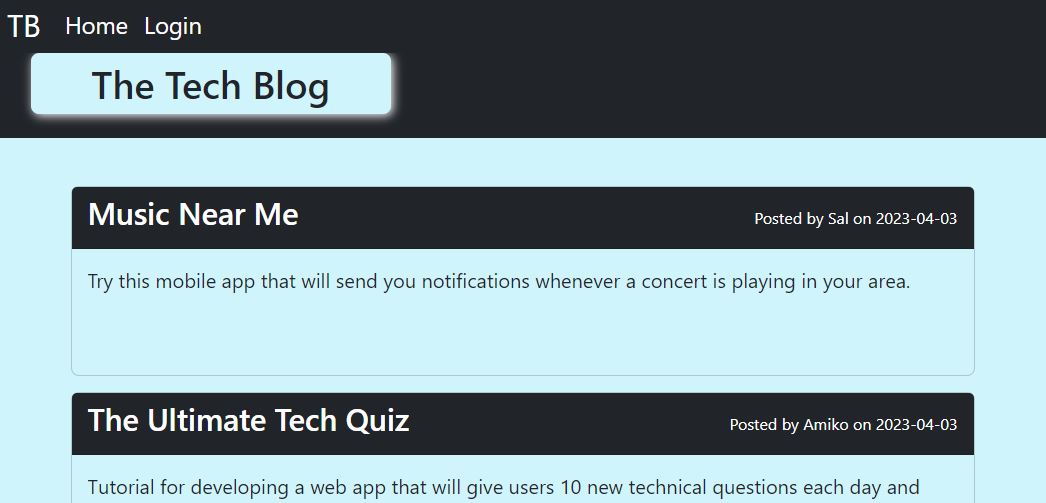 TB Home Login
The Tech Blog
Music Near Me Posted by Sal on 2023-04-03
Try this mobile app that will send you notifications whenever a concert is playing in your area.
The Ultimate Tech Quiz Posted by Amiko on 2023-04-03
Tutorial for developing a web app that will give users 10 new technical questions each day and